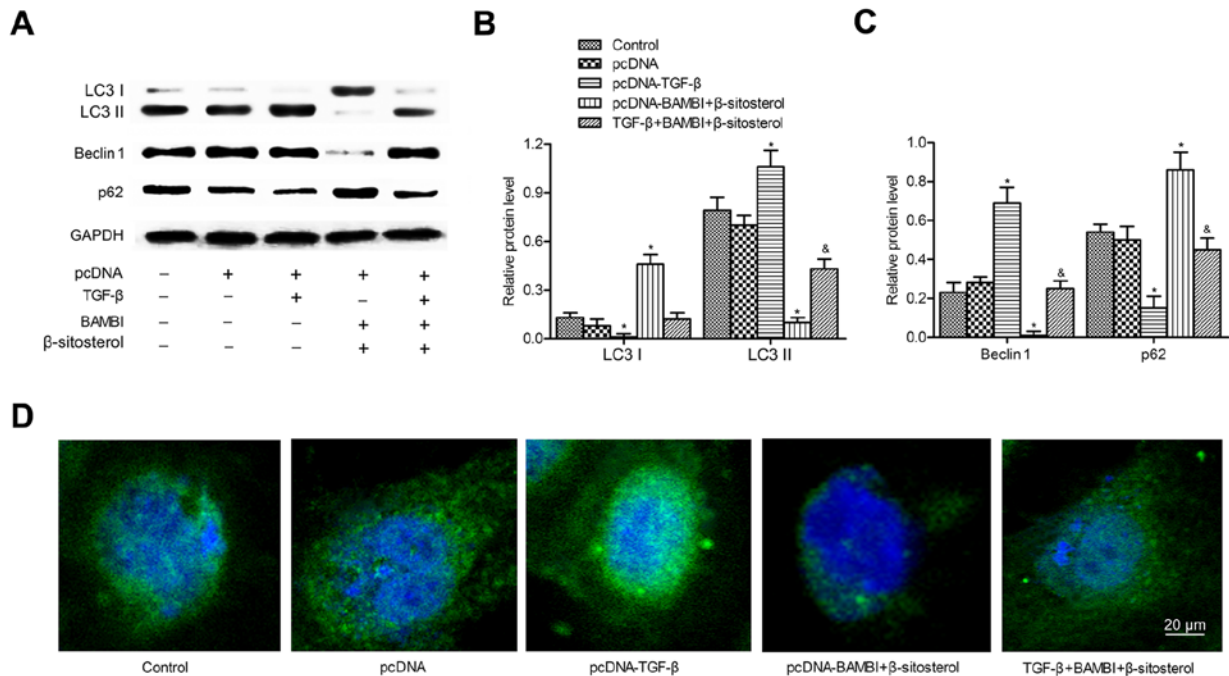 A
LC3 I
LC3 II
Beclin 1
p62
GAPDH
pcDNA – + + + +
TGF-β – – + – +
BAMBI – – – + +
β-sitosterol – – – + +
B
Control
pcDNA
pcDNA-TGF-β
pcDNA-BAMBI+β-sitosterol
TGF-β+BAMBI+β-sitosterol
Relative protein level
1.2
0.9
0.6
0.3
0.0
* * * * &
LC3 I LC3 II
C
Relative protein level
1.0
0.8
0.6
0.4
0.2
0.0
* * & * * &
Beclin 1 p62
D
20 μm
Control pcDNA pcDNA-TGF-β pcDNA-BAMBI+β-sitosterol TGF-β+BAMBI+β-sitosterol